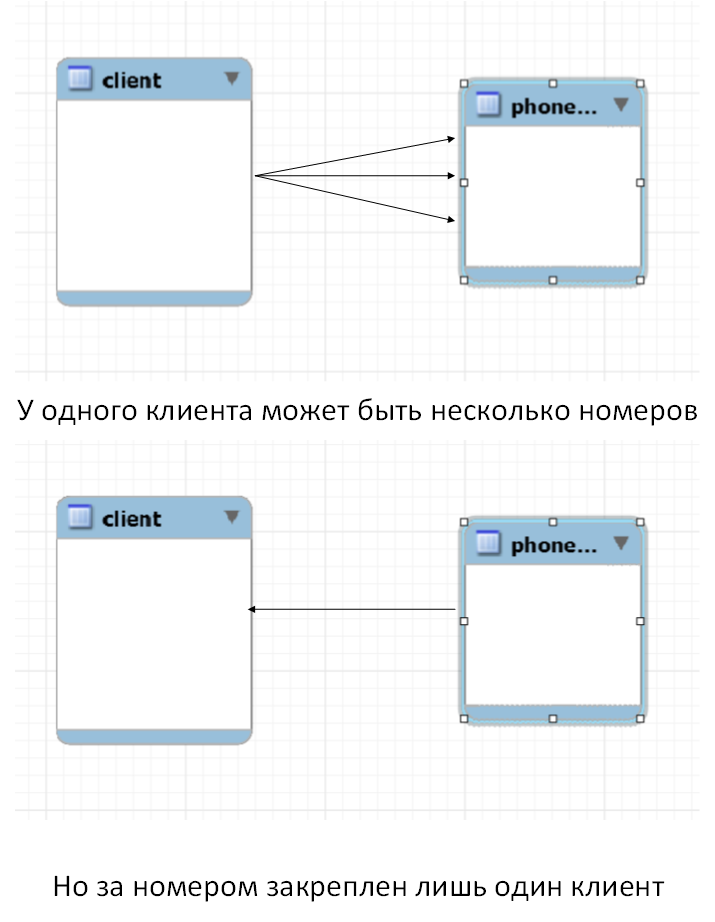 client
phone...
У одного клиента может быть несколько номеров
client
phone...
Но за номером закреплен лишь один клиент